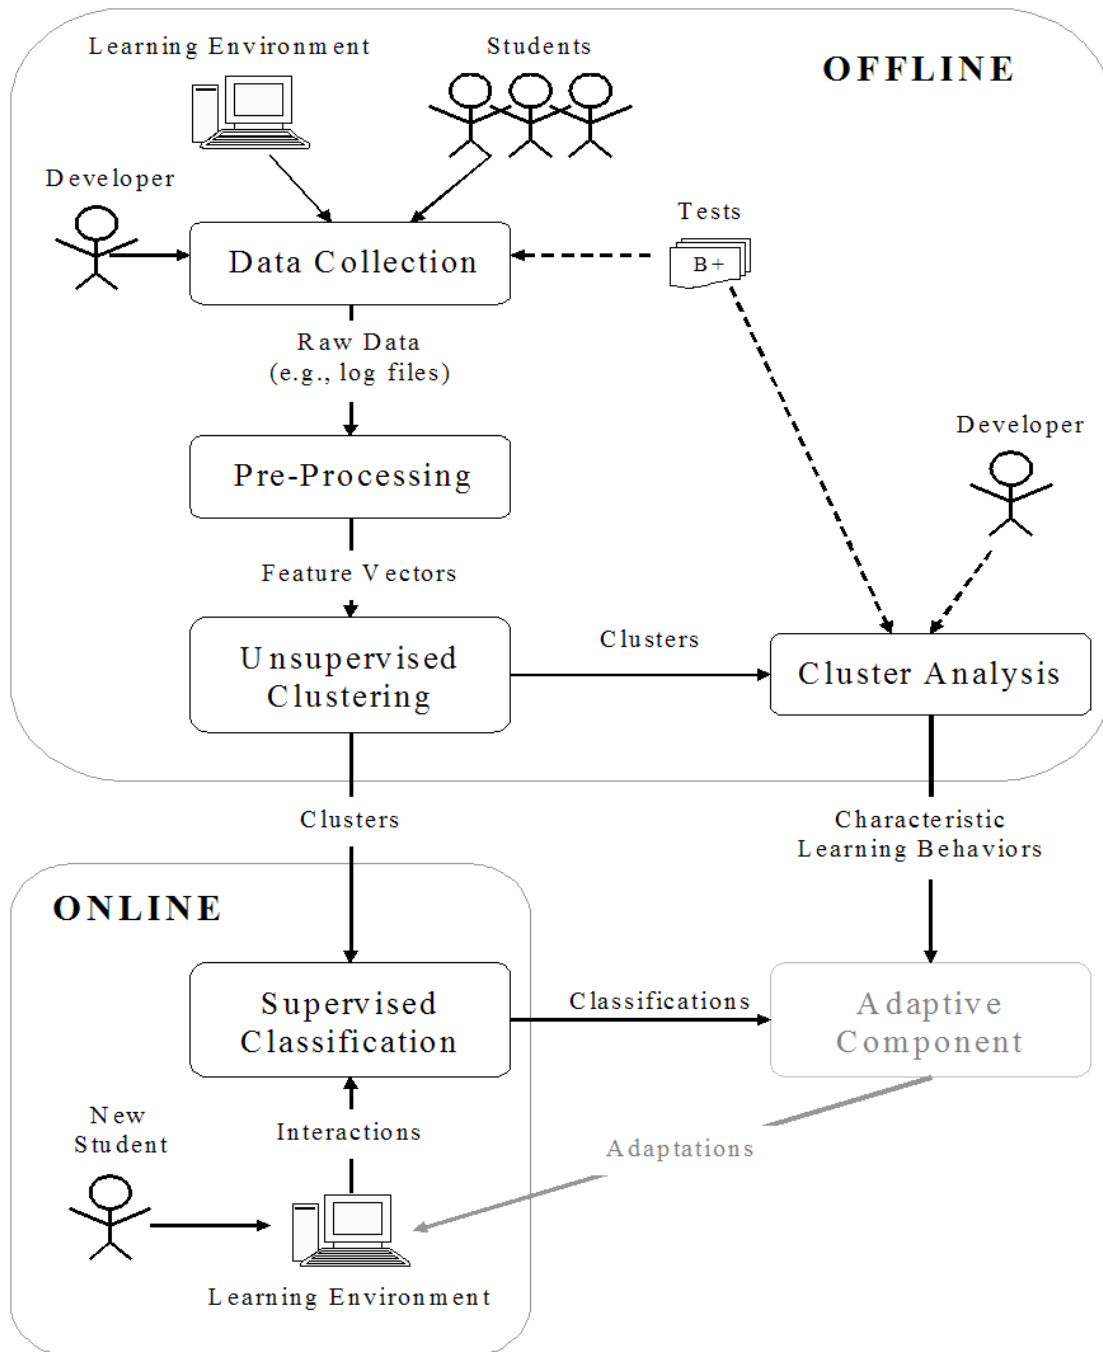 Learning Environment
Students
OFFLINE
Developer
Tests
Data Collection
B+
Raw Data
(e.g., log files)
Developer
Pre-Processing
Feature Vectors
Clusters
Unsupervised
Clustering
Cluster Analysis
Clusters
Characteristic
Learning Behaviors
ONLINE
Supervised
Classification
Classifications
Adaptive
Component
New
Student
Interactions
Adaptations
Learning Environment